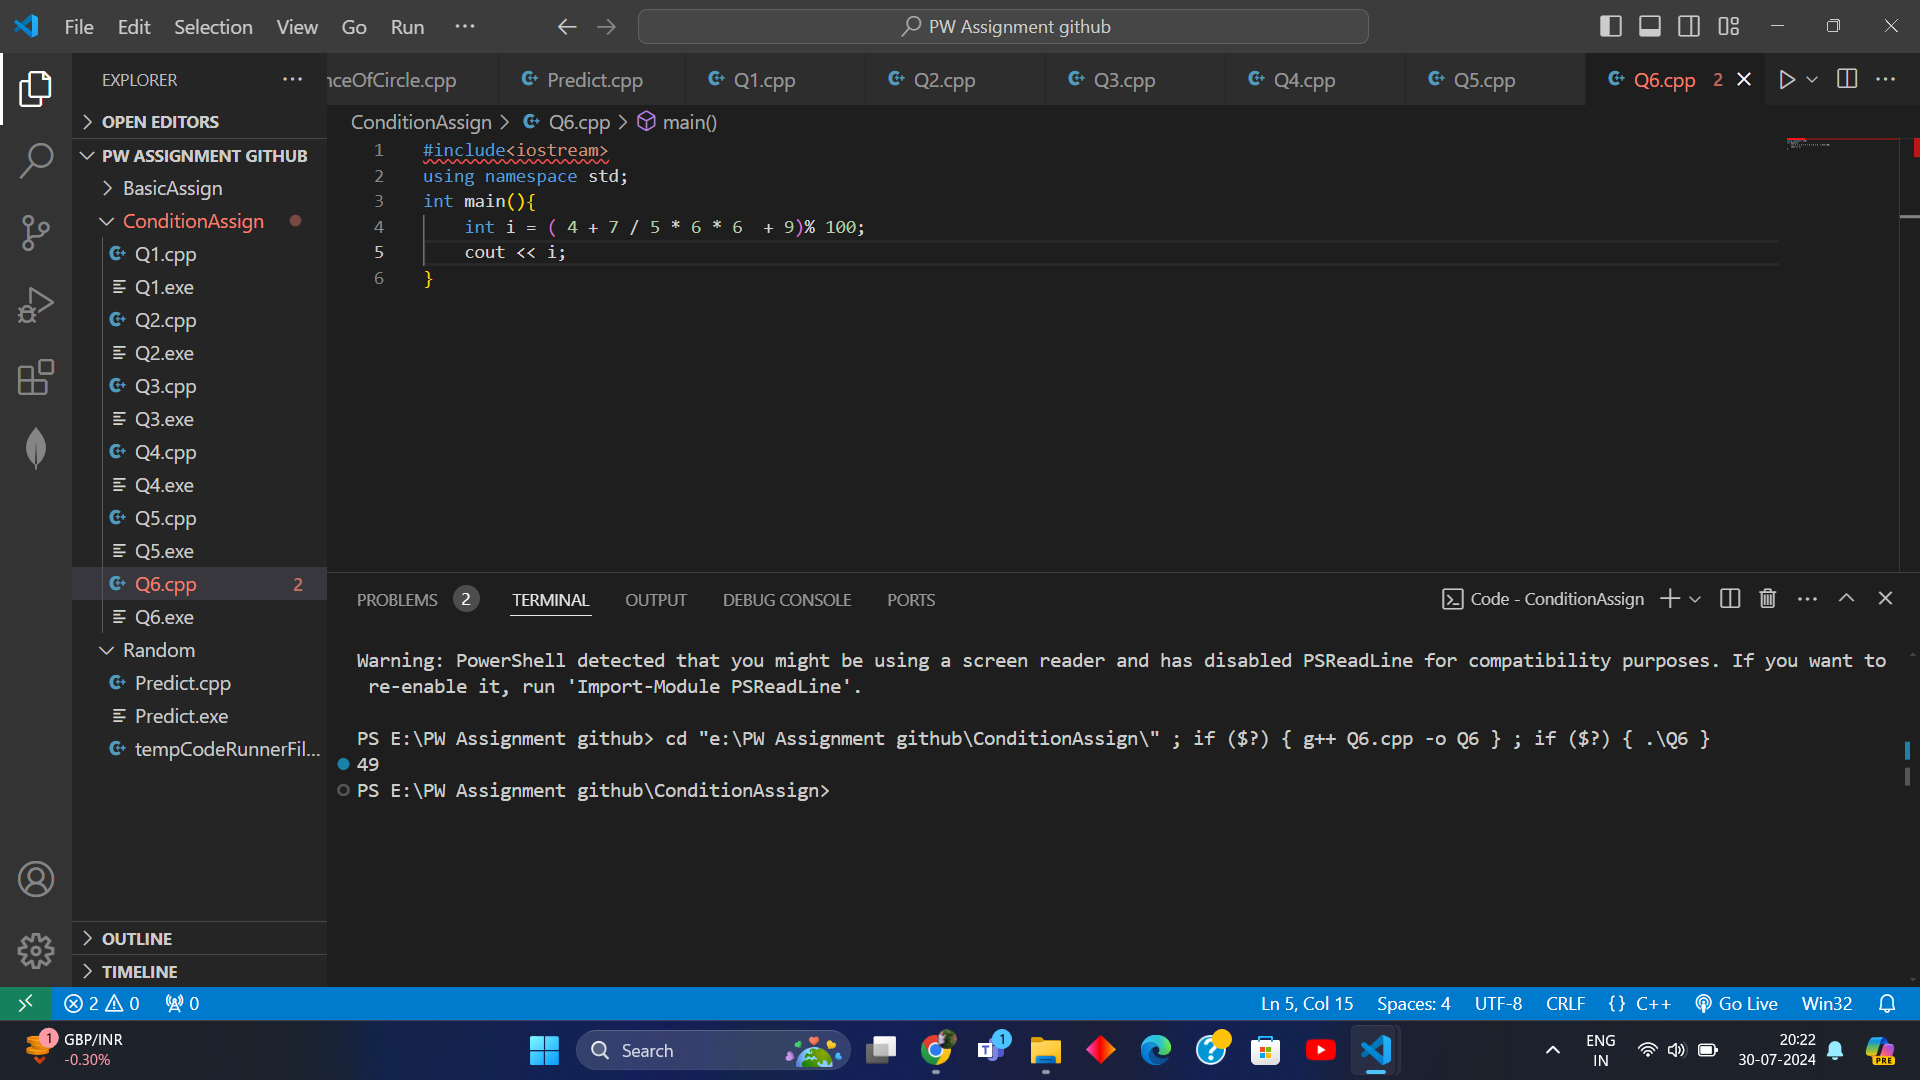 File Edit Selection View Go Run ... PW Assignment github
EXPLORER ... nceOfCircle.cpp Predict.cpp Q1.cpp Q2.cpp Q3.cpp Q4.cpp Q5.cpp Q6.cpp 2 ...
OPEN EDITORS
PW ASSIGNMENT GITHUB
BasicAssign
ConditionAssign
Q1.cpp
Q1.exe
Q2.cpp
Q2.exe
Q3.cpp
Q3.exe
Q4.cpp
Q4.exe
Q5.cpp
Q5.exe
Q6.cpp 2
Q6.exe
Random
Predict.cpp
Predict.exe
tempCodeRunnerFil...
OUTLINE
TIMELINE
ConditionAssign > Q6.cpp > main()
1 #include<iostream>
2 using namespace std;
3 int main(){
4 int i = ( 4 + 7 / 5 * 6 * 6  + 9)% 100;
5 cout << i;
6 }
PROBLEMS 2 TERMINAL OUTPUT DEBUG CONSOLE PORTS Code - ConditionAssign ...
Warning: PowerShell detected that you might be using a screen reader and has disabled PSReadLine for compatibility purposes. If you want to
re-enable it, run 'Import-Module PSReadLine'.
PS E:\PW Assignment github> cd "e:\PW Assignment github\ConditionAssign\" ; if ($?) { g++ Q6.cpp -o Q6 } ; if ($?) { .\Q6 }
49
PS E:\PW Assignment github\ConditionAssign>
2 0 0 Ln 5, Col 15 Spaces: 4 UTF-8 CRLF {} C++ Go Live Win32
1 GBP/INR
-0.30%
Search
1
ENG
IN
20:22
30-07-2024
PRE